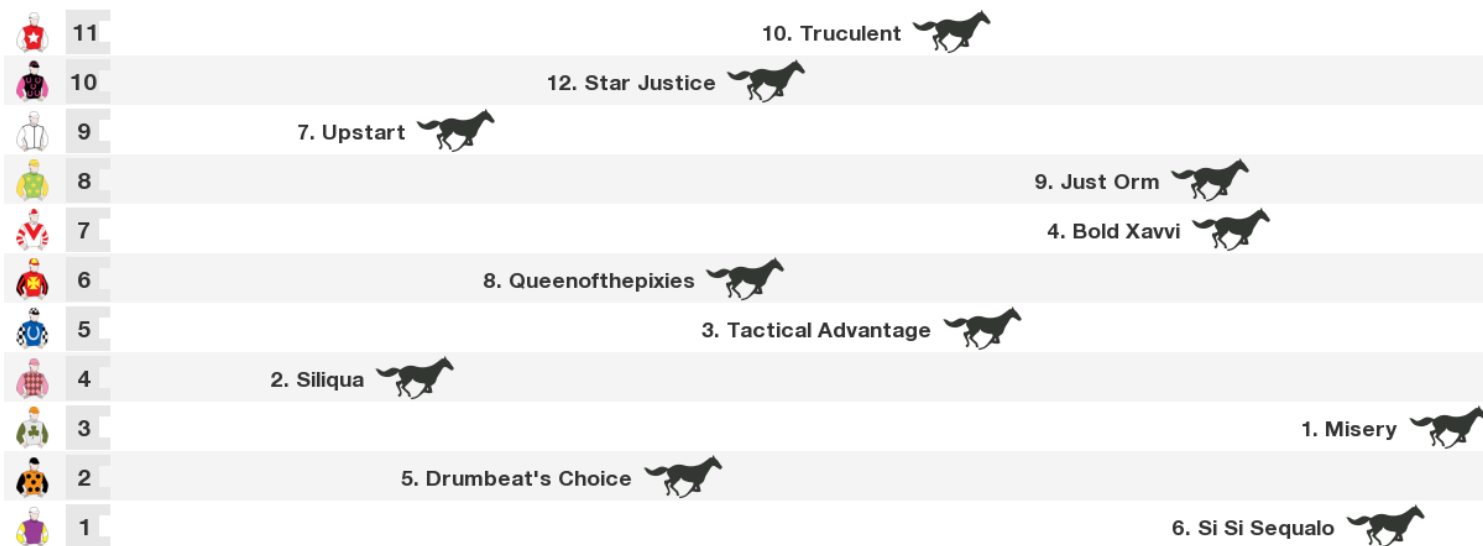 11 10. Truculent
10 12. Star Justice
9 7. Upstart
8 9. Just Orm
7 4. Bold Xavvi
6 8. Queenofthepixies
5 3. Tactical Advantage
4 2. Siliqua
3 1. Misery
2 5. Drumbeat's Choice
1 6. Si Si Sequalo